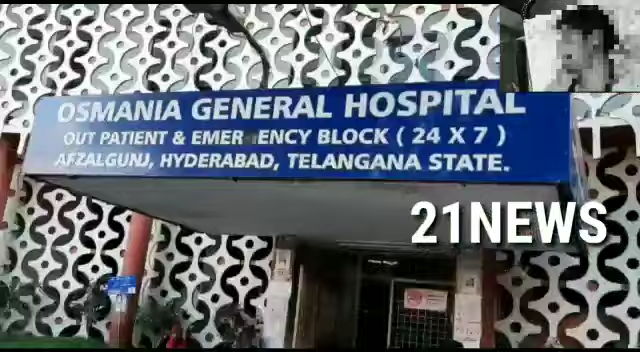 OSMANIA GENERAL HOSPITAL
OUT PATIENT & EMER ENCY BLOCK ( 24 X 7 )
AFZALGUNJ, HYDERABAD, TELANGANA STATE.
21NEWS